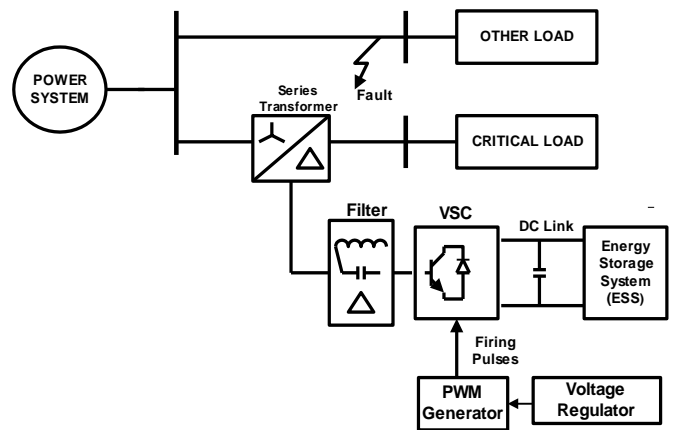 OTHER LOAD
POWER
SYSTEM
Series
Transformer
Fault
CRITICAL LOAD
Filter
VSC
DC Link
Energy
Storage
System
(ESS)
Firing
Pulses
PWM
Generator
Voltage
Regulator